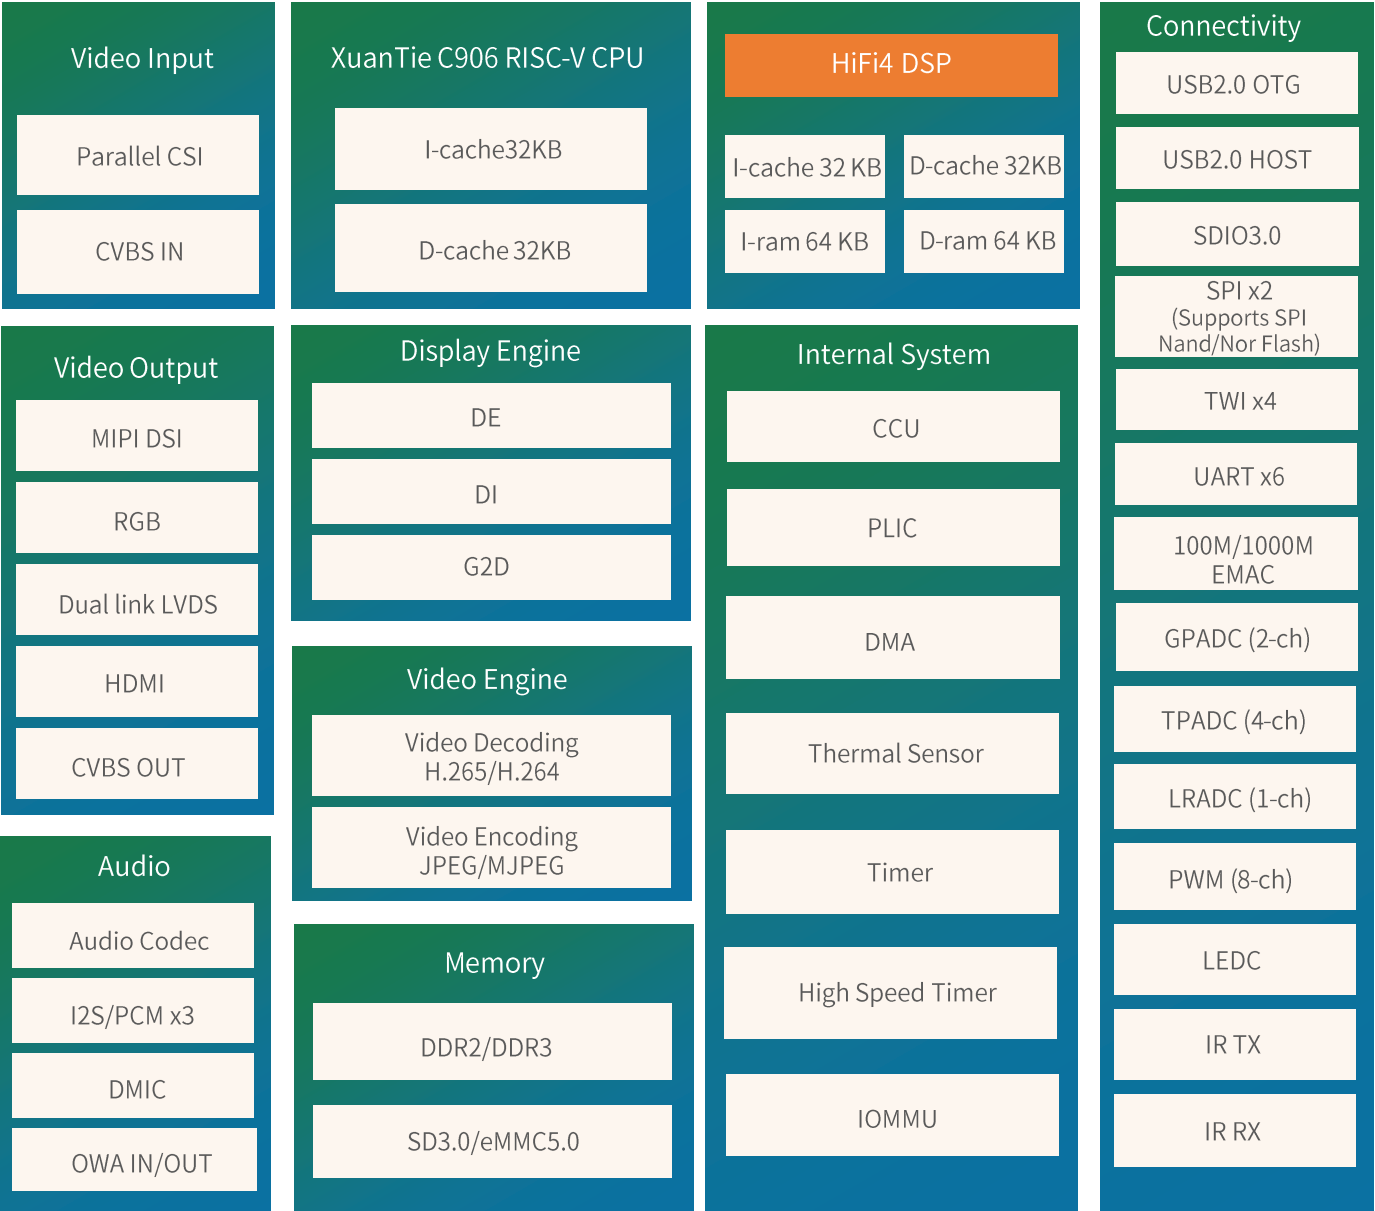 Video Input
Parallel CSI
CVBS IN
XuanTie C906 RISC-V CPU
I-cache32KB
D-cache 32KB
HiFi4 DSP
I-cache 32 KB
D-cache 32KB
I-ram 64 KB
D-ram 64 KB
Video Output
MIPI DSI
RGB
Dual link LVDS
HDMI
CVBS OUT
Display Engine
DE
DI
G2D
Video Engine
Video Decoding
H.265/H.264
Video Encoding
JPEG/MJPEG
Audio
Audio Codec
I2S/PCM x3
DMIC
OWA IN/OUT
Memory
DDR2/DDR3
SD3.0/eMMC5.0
Internal System
CCU
PLIC
DMA
Thermal Sensor
Timer
High Speed Timer
IOMMU
Connectivity
USB2.0 OTG
USB2.0 HOST
SDIO3.0
SPI x2
(Supports SPI
Nand/Nor Flash)
TWI x4
UART x6
100M/1000M
EMAC
GPADC (2-ch)
TPADC (4-ch)
LRADC (1-ch)
PWM (8-ch)
LEDC
IR TX
IR RX